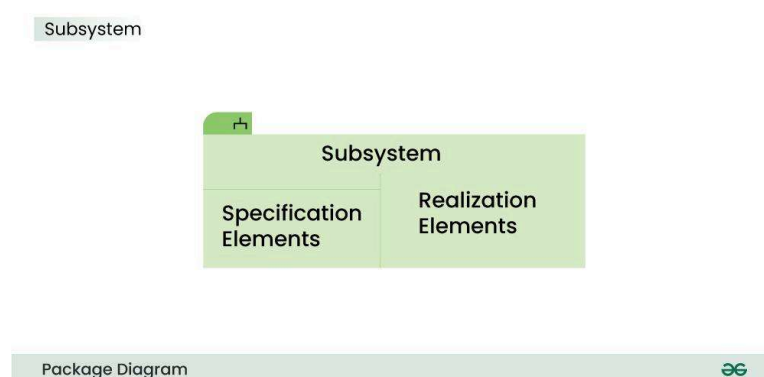 Subsystem
Subsystem
Specification
Elements
Realization
Elements
Package Diagram